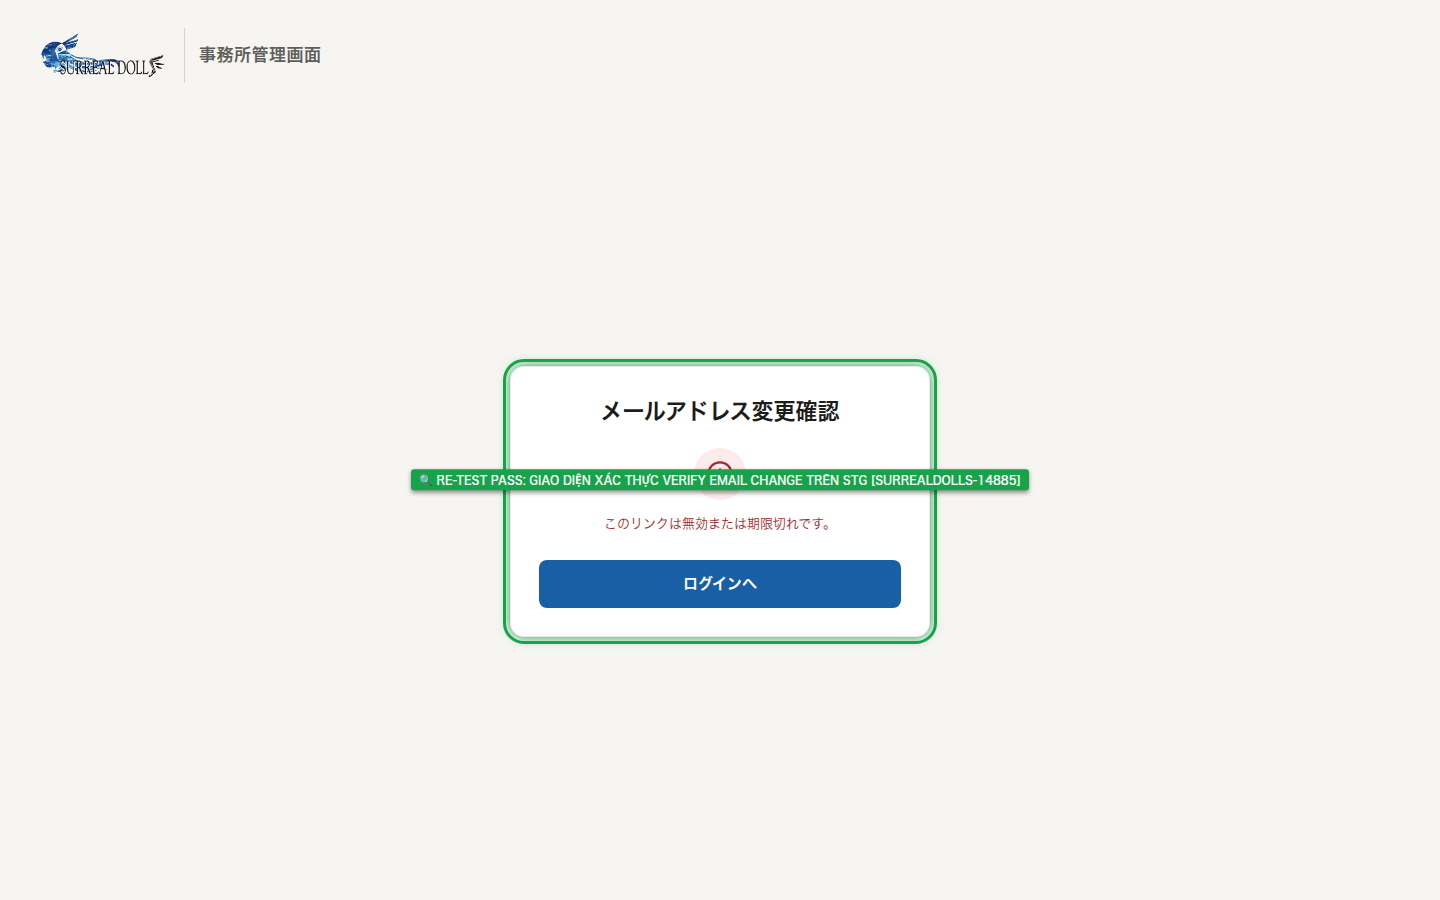 SURREAL DOLL
事務所管理画面
メールアドレス変更確認
RE-TEST PASS: GIAO DIỆN XÁC THỰC VERIFY EMAIL CHANGE TRÊN STG [SURREALDOLLS-14885]
このリンクは無効または期限切れです。
ログインへ